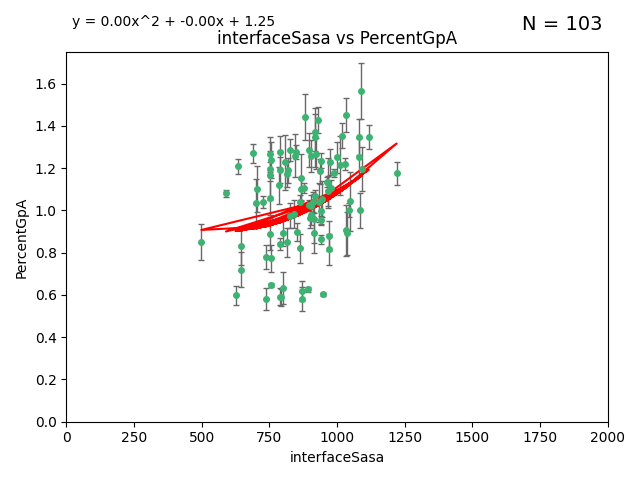 y = 0.00x^2 + -0.00x + 1.25
N = 103
interfaceSasa vs PercentGpA
PercentGpA
1.6
1.4
1.2
1.0
0.8
0.6
0.4
0.2
0.0
0 250 500 750 1000 1250 1500 1750 2000
interfaceSasa